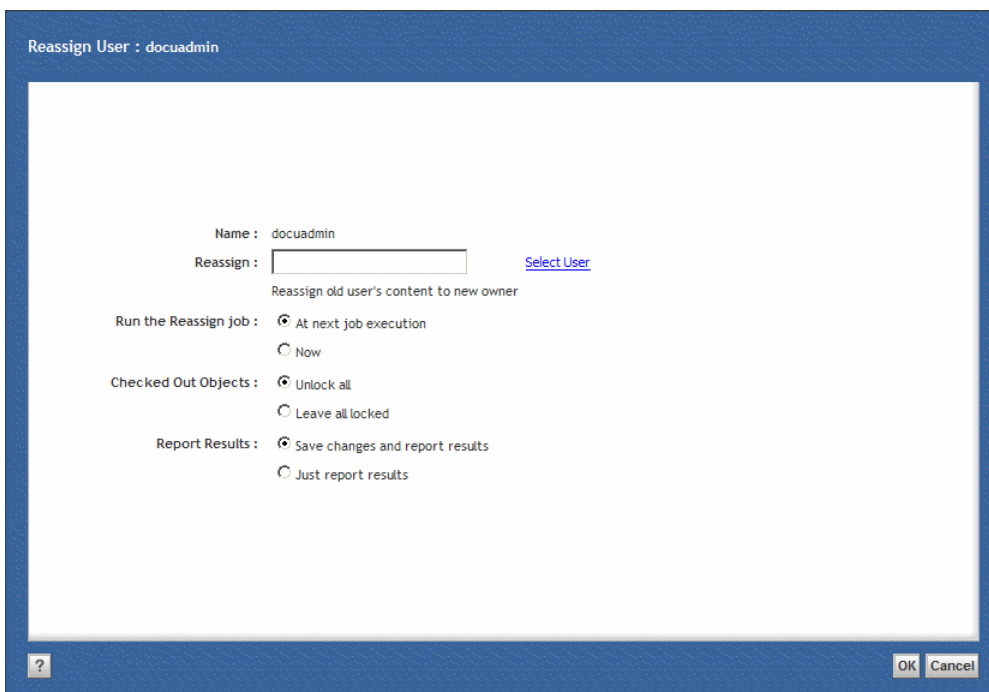 Reassign User : docuadmin
Name : docuadmin
Reassign : Select User
Reassign old user's content to new owner
Run the Reassign job : At next job execution
Now
Checked Out Objects : Unlock all
Leave all locked
Report Results : Save changes and report results
Just report results
? OK Cancel